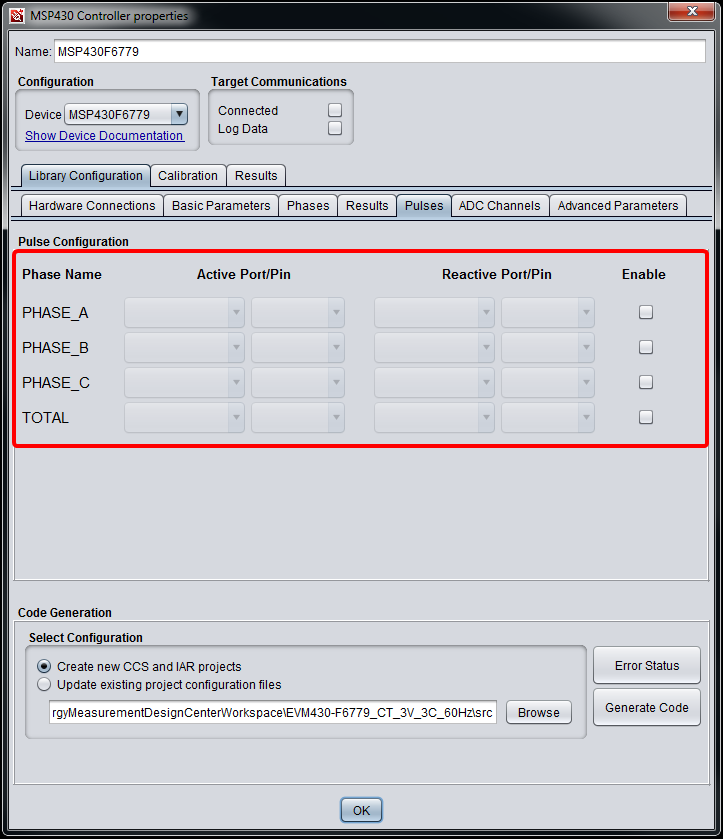 MSP430 Controller properties
Name: MSP430F6779
Configuration
Target Communications
Device MSP430F6779
Show Device Documentation
Connected
Log Data
Library Configuration Calibration Results
Hardware Connections Basic Parameters Phases Results Pulses ADC Channels Advanced Parameters
Pulse Configuration
Phase Name Active Port/Pin Reactive Port/Pin Enable
PHASE_A
PHASE_B
PHASE_C
TOTAL
Code Generation
Select Configuration
Create new CCS and IAR projects
Update existing project configuration files
rgyMeasurementDesignCenterWorkspace\EVM430-F6779_CT_3V_3C_60Hz\src Browse
Error Status
Generate Code
OK